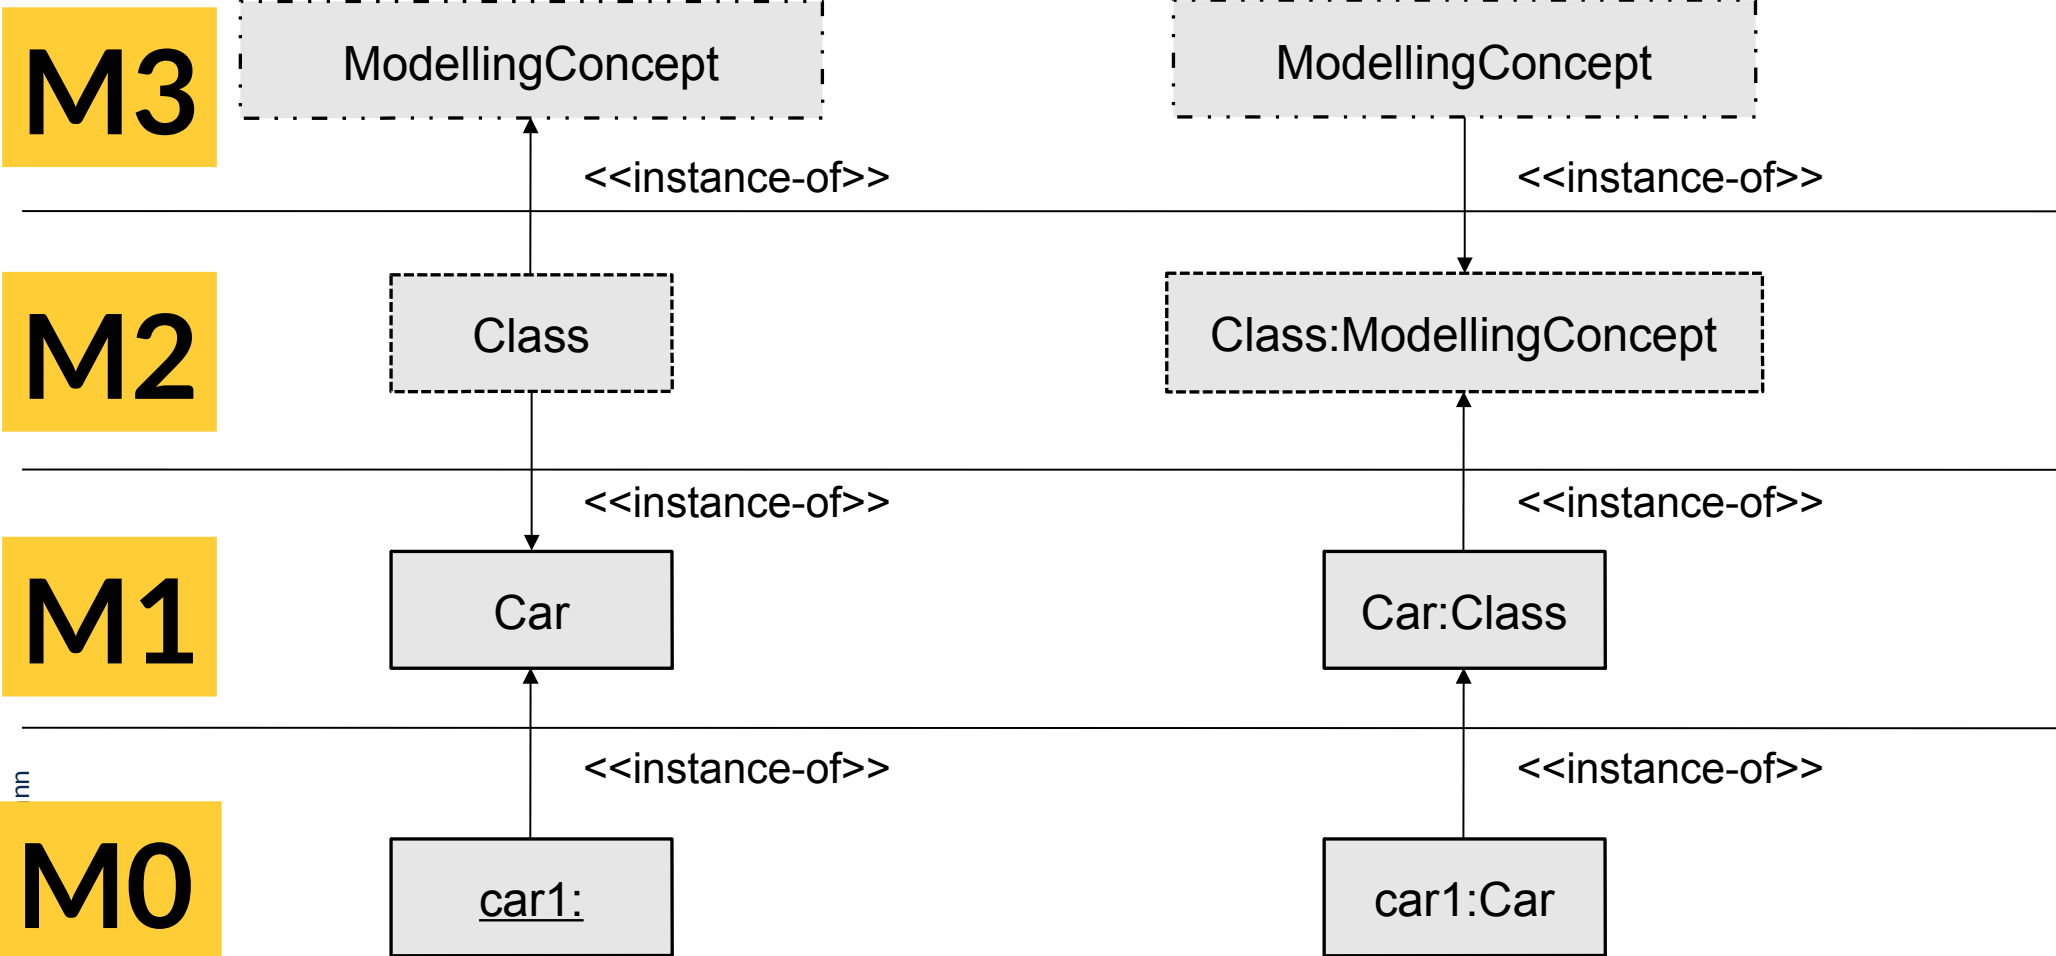 M3
ModellingConcept
ModellingConcept
<<instance-of>>
<<instance-of>>
M2
Class
Class:ModellingConcept
<<instance-of>>
<<instance-of>>
M1
Car
Car:Class
<<instance-of>>
<<instance-of>>
M0
car1:
car1:Car